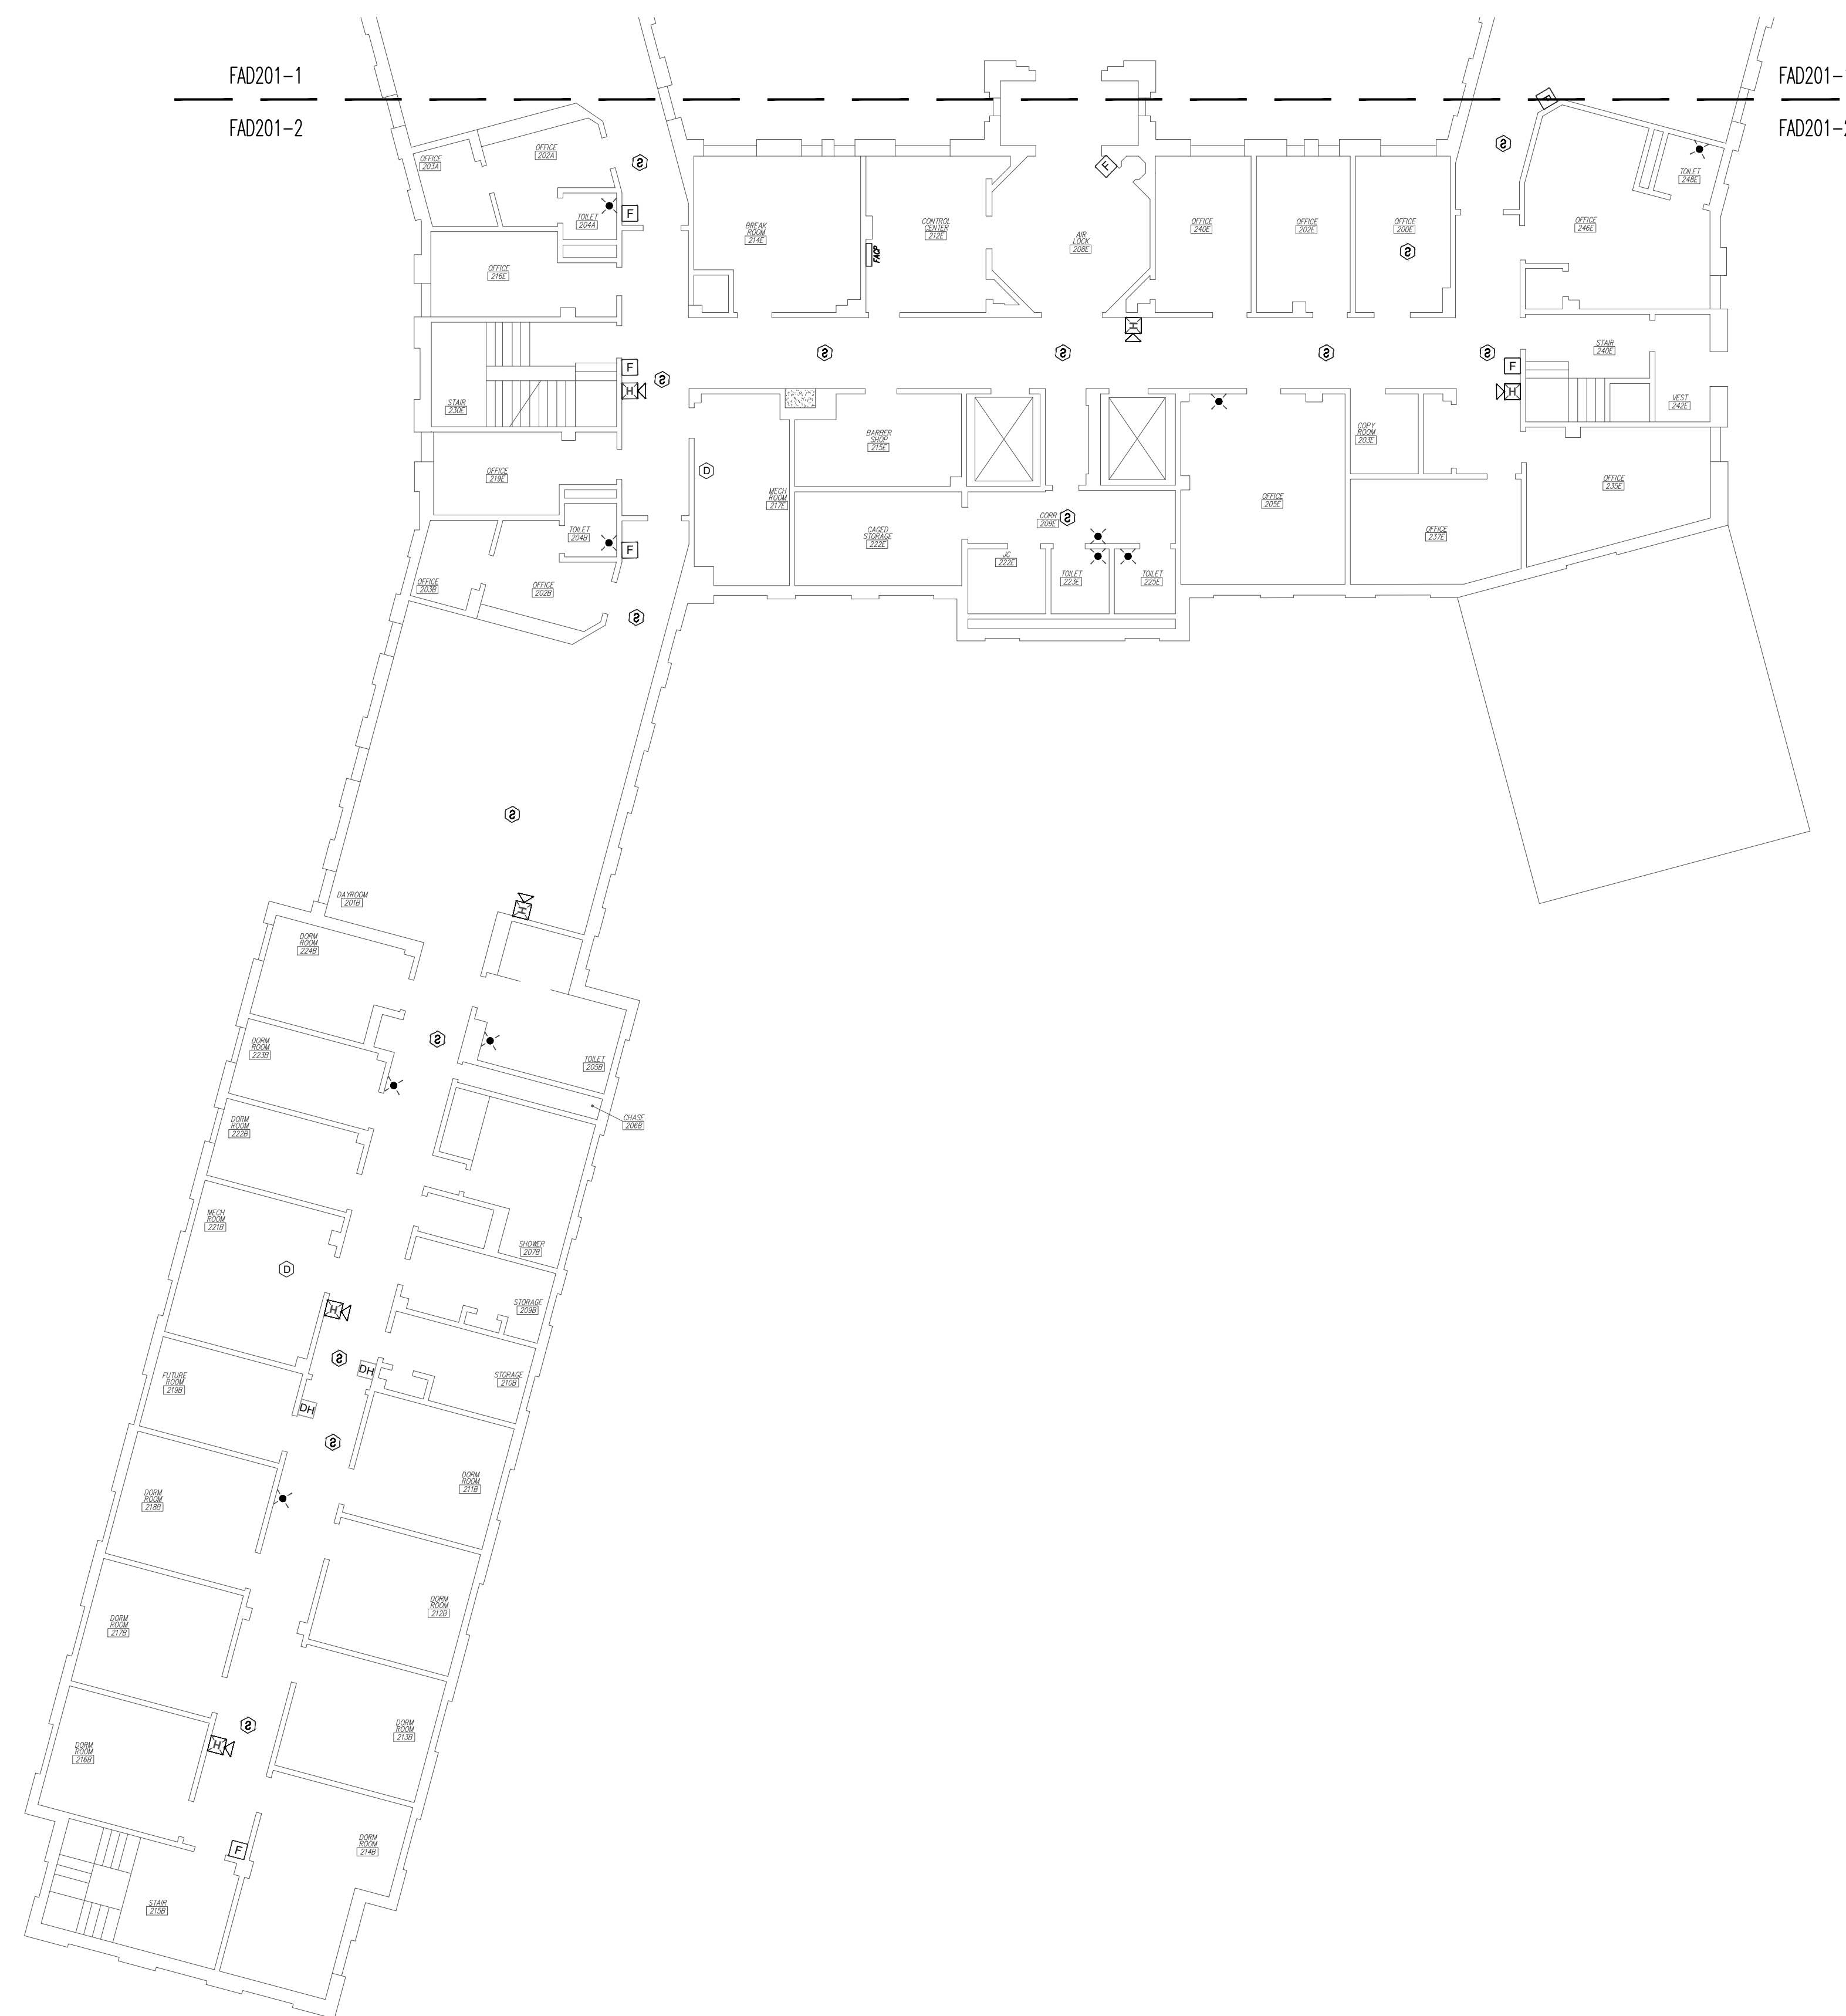 FAD201-1
FAD201-
FAD201-2
FAD201-2
OFFICE
203A
OFFICE
202A
S
TOILET
204A
F
OFFICE
216E
BREAK
ROOM
214E
FACP
CONTROL
CENTER
212E
AIR
LOCK
208E
F
OFFICE
240E
OFFICE
202E
OFFICE
200E
S
S
F
OFFICE
246E
TOILET
248E
STAIR
230E
F
H
S
S
S
H
S
S
F
H
STAIR
240E
VEST
242E
OFFICE
219E
D
MECH
ROOM
217E
BARBER
SHOP
215E
CAGED
STORAGE
222E
CORR
209E
S
JC
222E
TOILET
223E
TOILET
225E
OFFICE
205E
COPY
ROOM
203E
OFFICE
237E
OFFICE
235E
TOILET
204B
F
OFFICE
203B
OFFICE
202B
S
S
DAYROOM
201B
H
DORM
ROOM
224B
S
DORM
ROOM
223B
TOILET
205B
CHASE
206B
DORM
ROOM
222B
MECH
ROOM
221B
SHOWER
207B
D
H
STORAGE
209B
S
DH
FUTURE
ROOM
219B
STORAGE
210B
DH
S
DORM
ROOM
218B
DORM
ROOM
211B
DORM
ROOM
217B
DORM
ROOM
212B
S
H
DORM
ROOM
216B
DORM
ROOM
213B
F
DORM
ROOM
214B
STAIR
215B